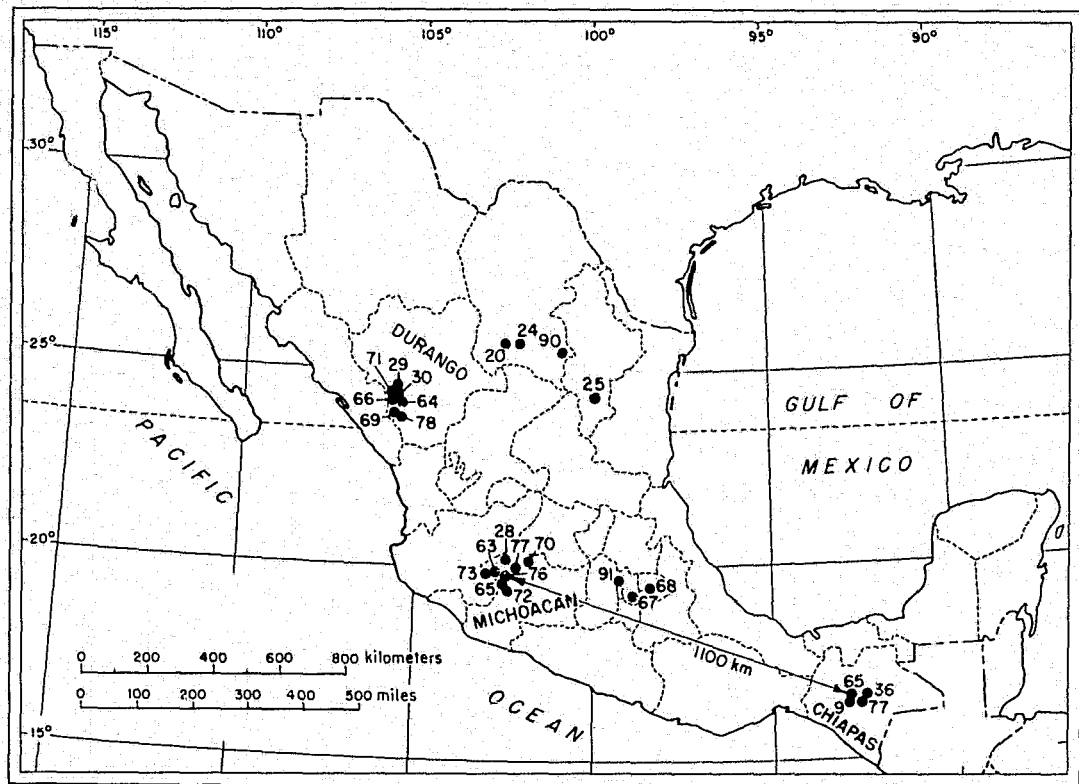 115° 110° 105° 100° 95° 90°
30°
25°
20°
15°
DURANGO
71 29 30
66 64
69 78
20 24 90
25
GULF OF
MEXICO
PACIFIC
OCEAN
28
63 77 70
73 76
65 72
MICHOACAN
91 68
67
1100 km
65 36
9 77
CHIAPAS
0 200 400 600 800 kilometers
0 100 200 300 400 500 miles